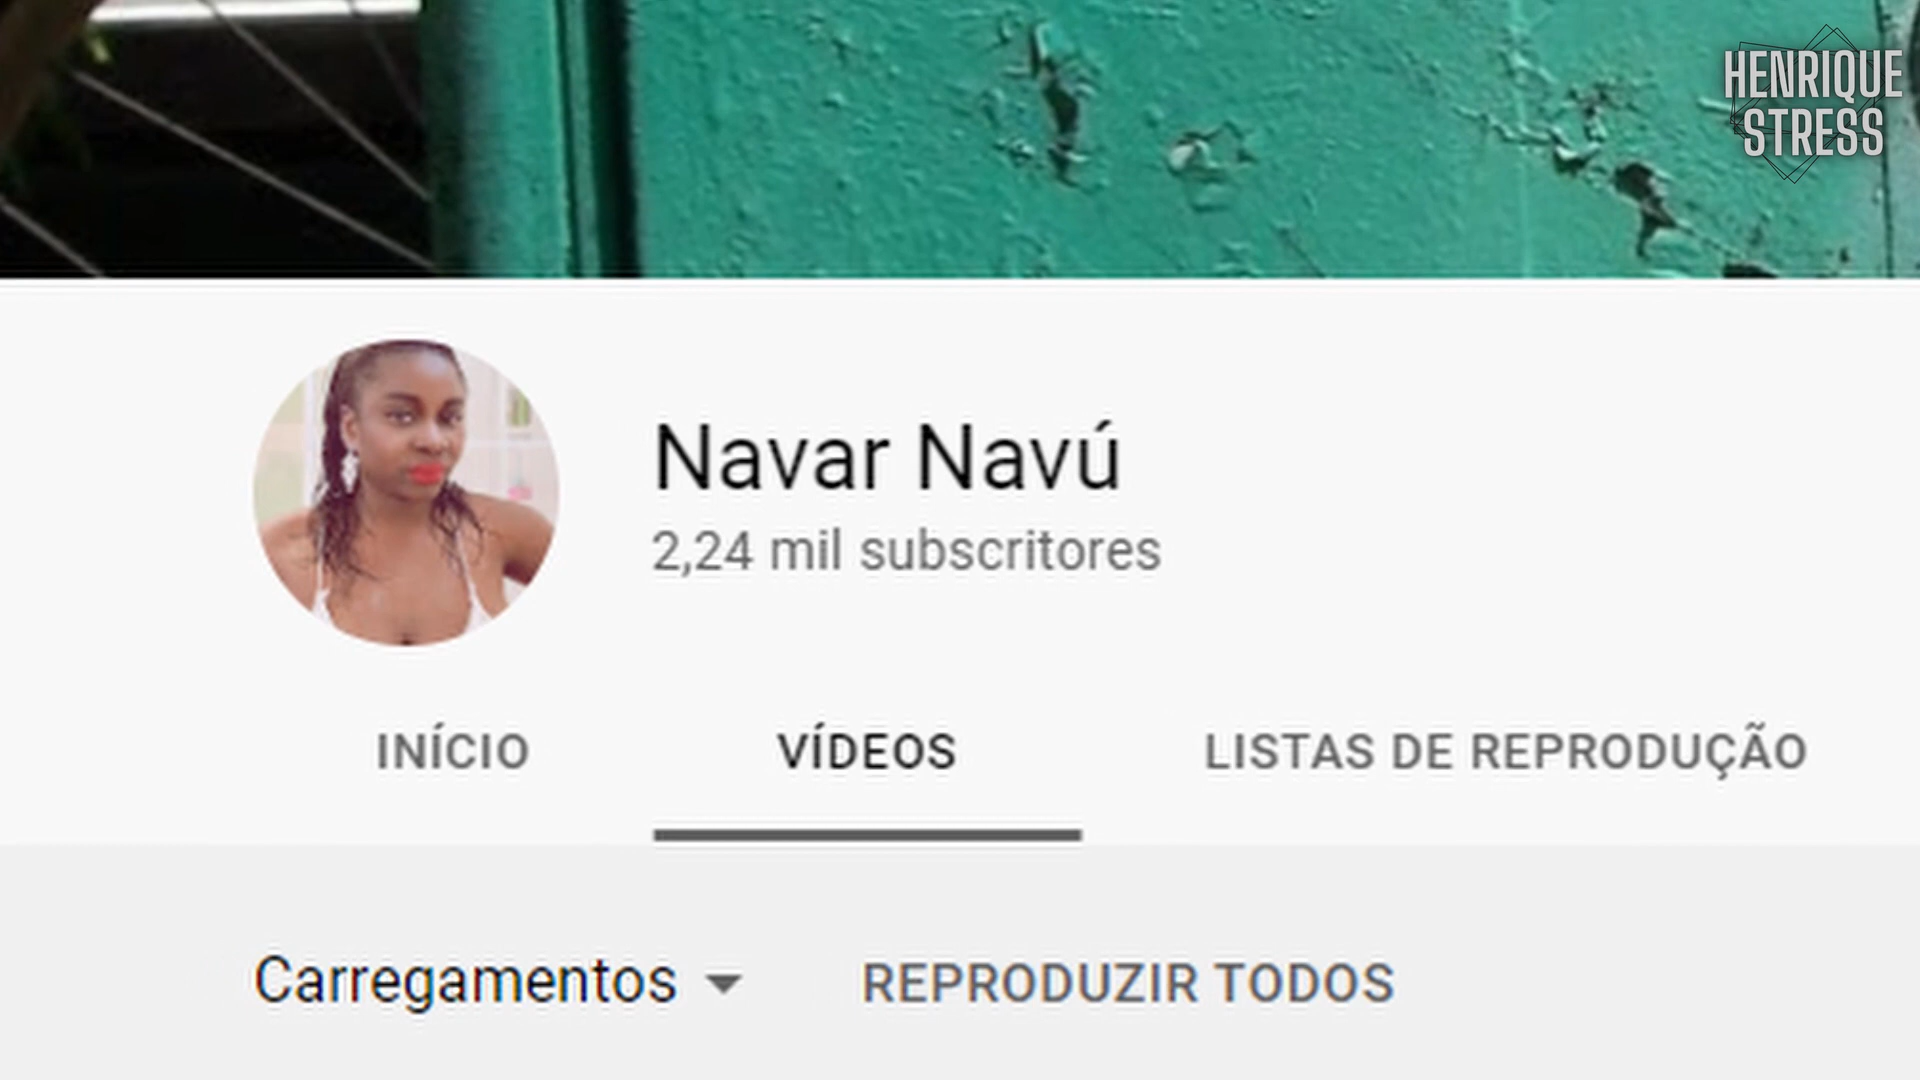 HENRIQUE
STRESS
Navar Navú
2,24 mil subscritores
INÍCIO VÍDEOS LISTAS DE REPRODUÇÃO
Carregamentos REPRODUZIR TODOS